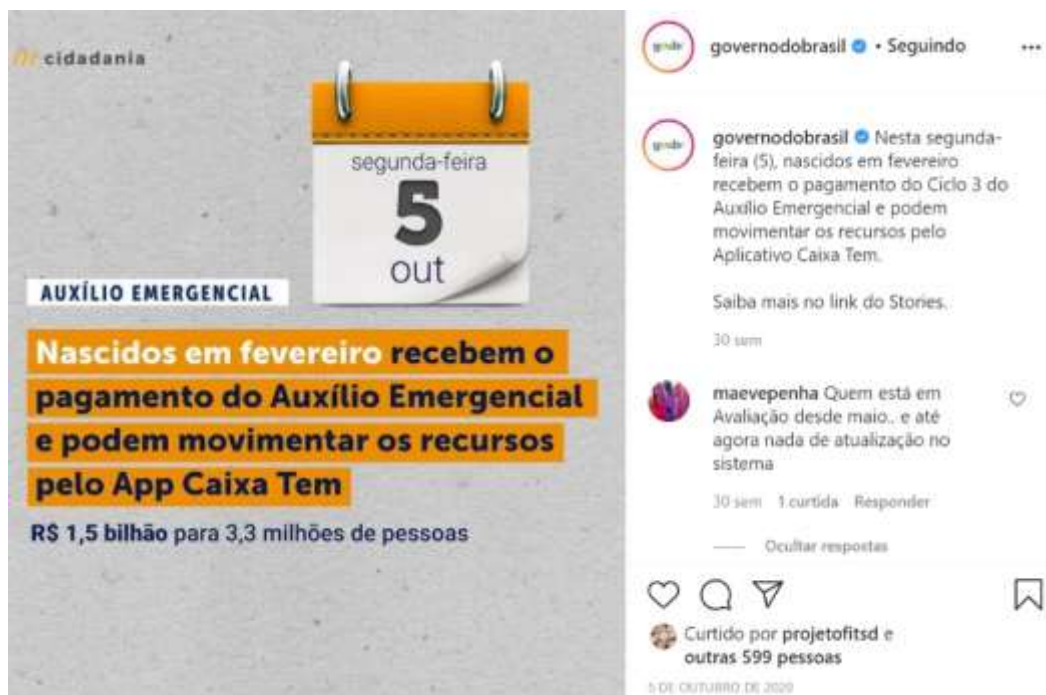 cidadania
segunda-feira
5
out
AUXÍLIO EMERGENCIAL
Nascidos em fevereiro recebem o
pagamento do Auxílio Emergencial
e podem movimentar os recursos
pelo App Caixa Tem
R$ 1,5 bilhão para 3,3 milhões de pessoas
govbr
governodobrasil • Seguindo
govbr
governodobrasil Nesta segunda-
feira (5), nascidos em fevereiro
recebem o pagamento do Ciclo 3 do
Auxílio Emergencial e podem
movimentar os recursos pelo
Aplicativo Caixa Tem.
Saiba mais no link do Stories.
30 sem
maevepenha Quem está em
Avaliação desde maio.. e até
agora nada de atualização no
sistema
30 sem 1 curtida Responder
Ocultar respostas
Curtido por projetofitsd e
outras 599 pessoas
5 DE OUTUBRO DE 2020